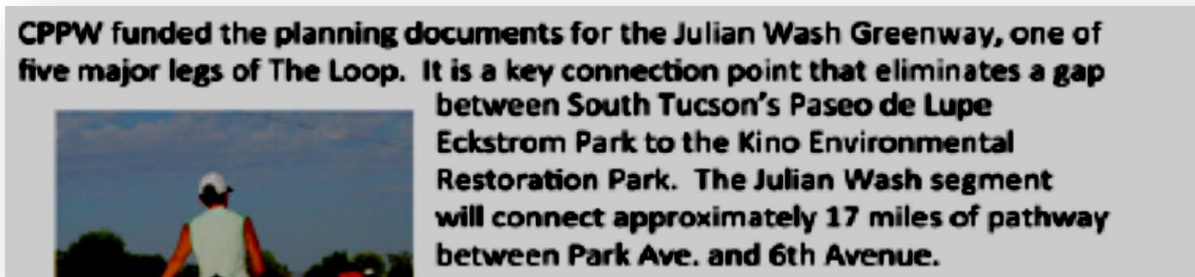 CPPW funded the planning documents for the Julian Wash Greenway, one of
five major legs of The Loop.  It is a key connection point that eliminates a gap
between South Tucson's Paseo de Lupe
Eckstrom Park to the Kino Environmental
Restoration Park.  The Julian Wash segment
will connect approximately 17 miles of pathway
between Park Ave. and 6th Avenue.